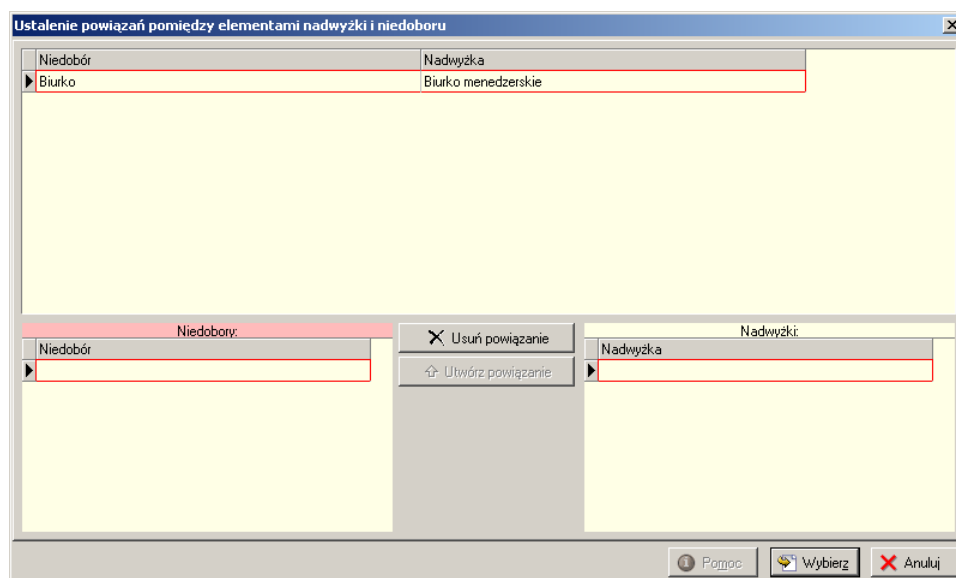 Ustalenie powiązań pomiędzy elementami nadwyżki i niedoboru
Niedobór Nadwyżka
Biurko Biurko menedzerskie
Niedobory: Nadwyżki:
Usuń powiązanie
Niedobór Nadwyżka
Utwórz powiązanie
Pomoc Wybierz Anuluj